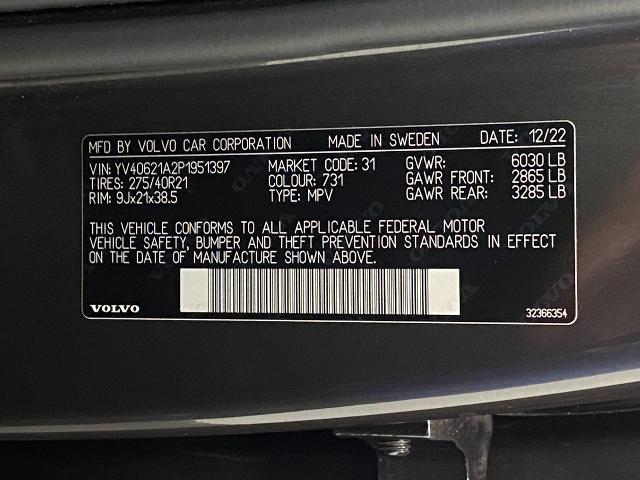 MFD BY VOLVO CAR CORPORATION MADE IN SWEDEN DATE: 12/22
VIN: YV40621A2P1951397 MARKET CODE: 31 GVWR: 6030 LB
TIRES: 275/40R21 COLOUR: 731 GAWR FRONT: 2865 LB
RIM: 9Jx21x38.5 TYPE: MPV GAWR REAR: 3285 LB
THIS VEHICLE CONFORMS TO ALL APPLICABLE FEDERAL MOTOR
VEHICLE SAFETY, BUMPER AND THEFT PREVENTION STANDARDS IN EFFECT
ON THE DATE OF MANUFACTURE SHOWN ABOVE.
VOLVO 32366354